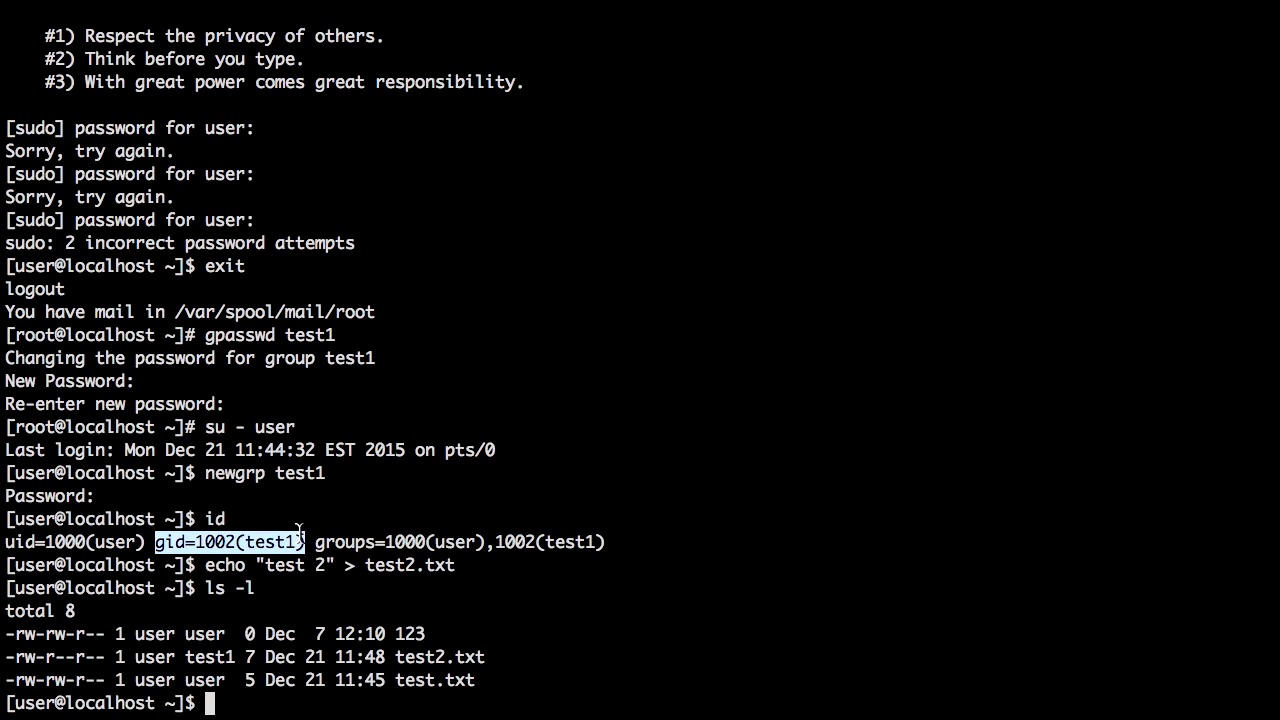 #1) Respect the privacy of others.
#2) Think before you type.
#3) With great power comes great responsibility.
[sudo] password for user:
Sorry, try again.
[sudo] password for user:
Sorry, try again.
[sudo] password for user:
sudo: 2 incorrect password attempts
[user@localhost ~]$ exit
logout
You have mail in /var/spool/mail/root
[root@localhost ~]# gpasswd test1
Changing the password for group test1
New Password:
Re-enter new password:
[root@localhost ~]# su - user
Last login: Mon Dec 21 11:44:32 EST 2015 on pts/0
[user@localhost ~]$ newgrp test1
Password:
[user@localhost ~]$ id
uid=1000(user) gid=1002(test1) groups=1000(user),1002(test1)
[user@localhost ~]$ echo "test 2" > test2.txt
[user@localhost ~]$ ls -l
total 8
-rw-rw-r-- 1 user user  0 Dec  7 12:10 123
-rw-r--r-- 1 user test1 7 Dec 21 11:48 test2.txt
-rw-rw-r-- 1 user user  5 Dec 21 11:45 test.txt
[user@localhost ~]$